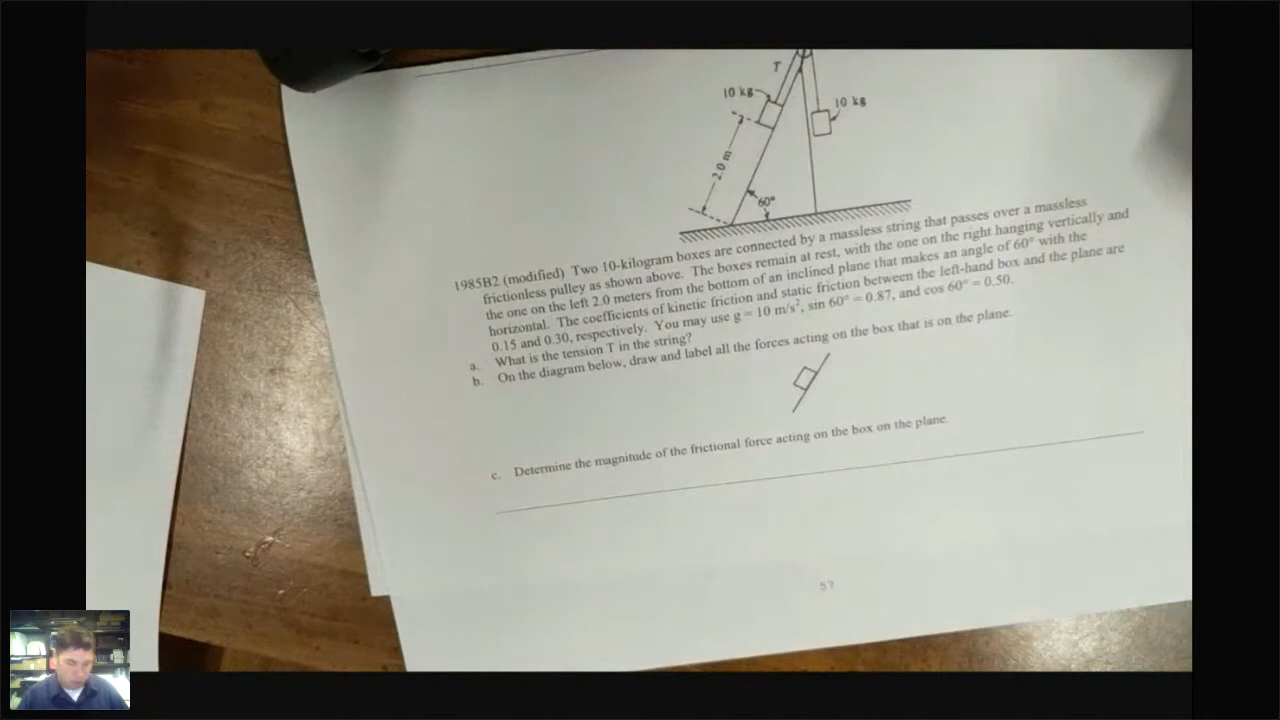 T
10 kg
10 kg
2.0 m
60°
1985B2 (modified) Two 10-kilogram boxes are connected by a massless string that passes over a massless
frictionless pulley as shown above. The boxes remain at rest, with the one on the right hanging vertically and
the one on the left 2.0 meters from the bottom of an inclined plane that makes an angle of 60° with the
horizontal. The coefficients of kinetic friction and static friction between the left-hand box and the plane are
0.15 and 0.30, respectively. You may use g = 10 m/s², sin 60° = 0.87, and cos 60° = 0.50.
a. What is the tension T in the string?
b. On the diagram below, draw and label all the forces acting on the box that is on the plane.
c. Determine the magnitude of the frictional force acting on the box on the plane.
57